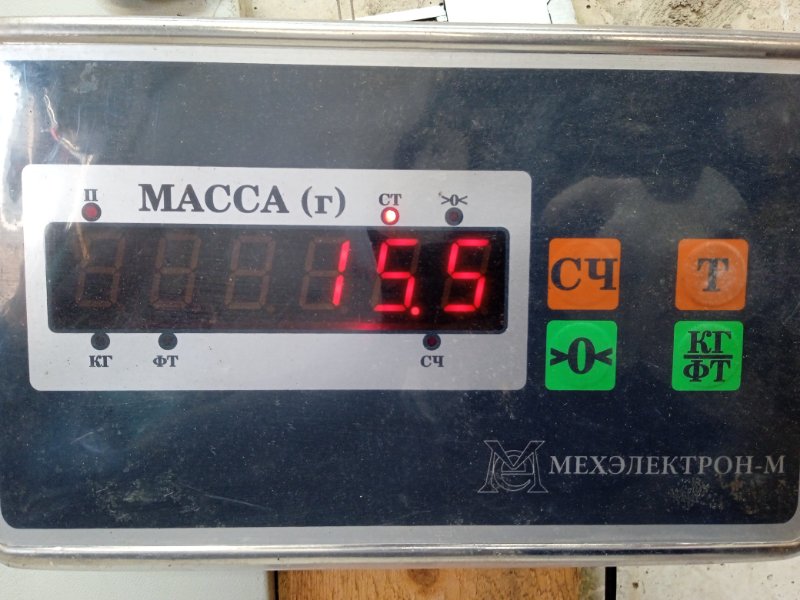 П МАССА (г) СТ >0<
15.5
КГ ФТ СЧ
СЧ Т
>0< КГ/ФТ
МЕХЭЛЕКТРОН-М